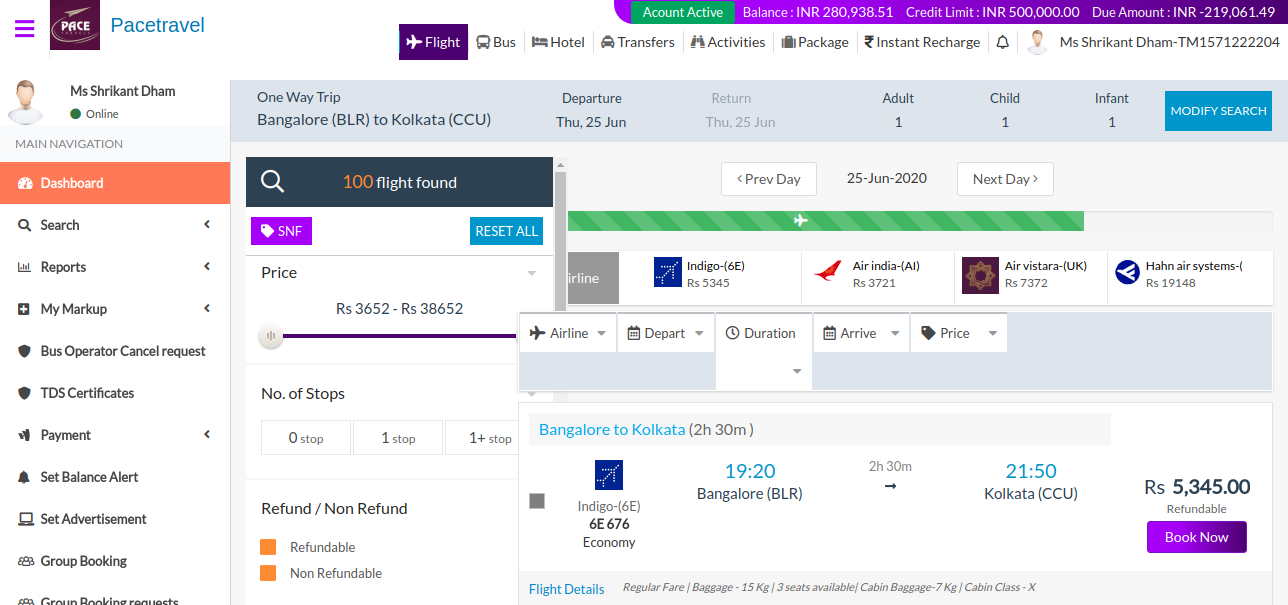 PACE
Pacetravel
Acount Active
Balance : INR 280,938.51
Credit Limit : INR 500,000.00
Due Amount : INR -219,061.49
Flight
Bus
Hotel
Transfers
Activities
Package
Instant Recharge
Ms Shrikant Dham-TM1571222204
Ms Shrikant Dham
Online
MAIN NAVIGATION
Dashboard
Search
Reports
My Markup
Bus Operator Cancel request
TDS Certificates
Payment
Set Balance Alert
Set Advertisement
Group Booking
Group Booking requests
One Way Trip
Bangalore (BLR) to Kolkata (CCU)
Departure
Thu, 25 Jun
Return
Thu, 25 Jun
Adult
1
Child
1
Infant
1
MODIFY SEARCH
100 flight found
SNF
RESET ALL
Price
Rs 3652 - Rs 38652
No. of Stops
0 stop
1 stop
1+ stop
Refund / Non Refund
Refundable
Non Refundable
Prev Day
25-Jun-2020
Next Day
irline
Indigo-(6E)
Rs 5345
Air india-(AI)
Rs 3721
Air vistara-(UK)
Rs 7372
Hahn air systems-(
Rs 19148
Airline
Depart
Duration
Arrive
Price
Bangalore to Kolkata (2h 30m )
Indigo-(6E)
6E 676
Economy
19:20
Bangalore (BLR)
2h 30m
21:50
Kolkata (CCU)
Rs 5,345.00
Refundable
Book Now
Flight Details
Regular Fare | Baggage - 15 Kg | 3 seats available| Cabin Baggage-7 Kg | Cabin Class - X